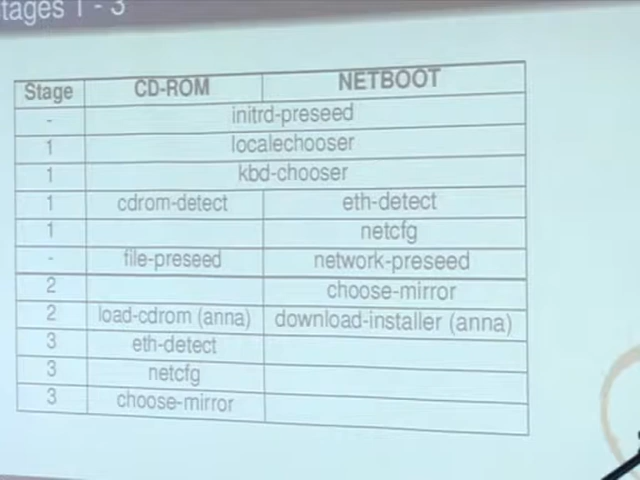 tages 1 - 3
Stage CD-ROM NETBOOT
- initrd-preseed
1 localechooser
1 kbd-chooser
1 cdrom-detect eth-detect
1 netcfg
- file-preseed network-preseed
2 choose-mirror
2 load-cdrom (anna) download-installer (anna)
3 eth-detect
3 netcfg
3 choose-mirror